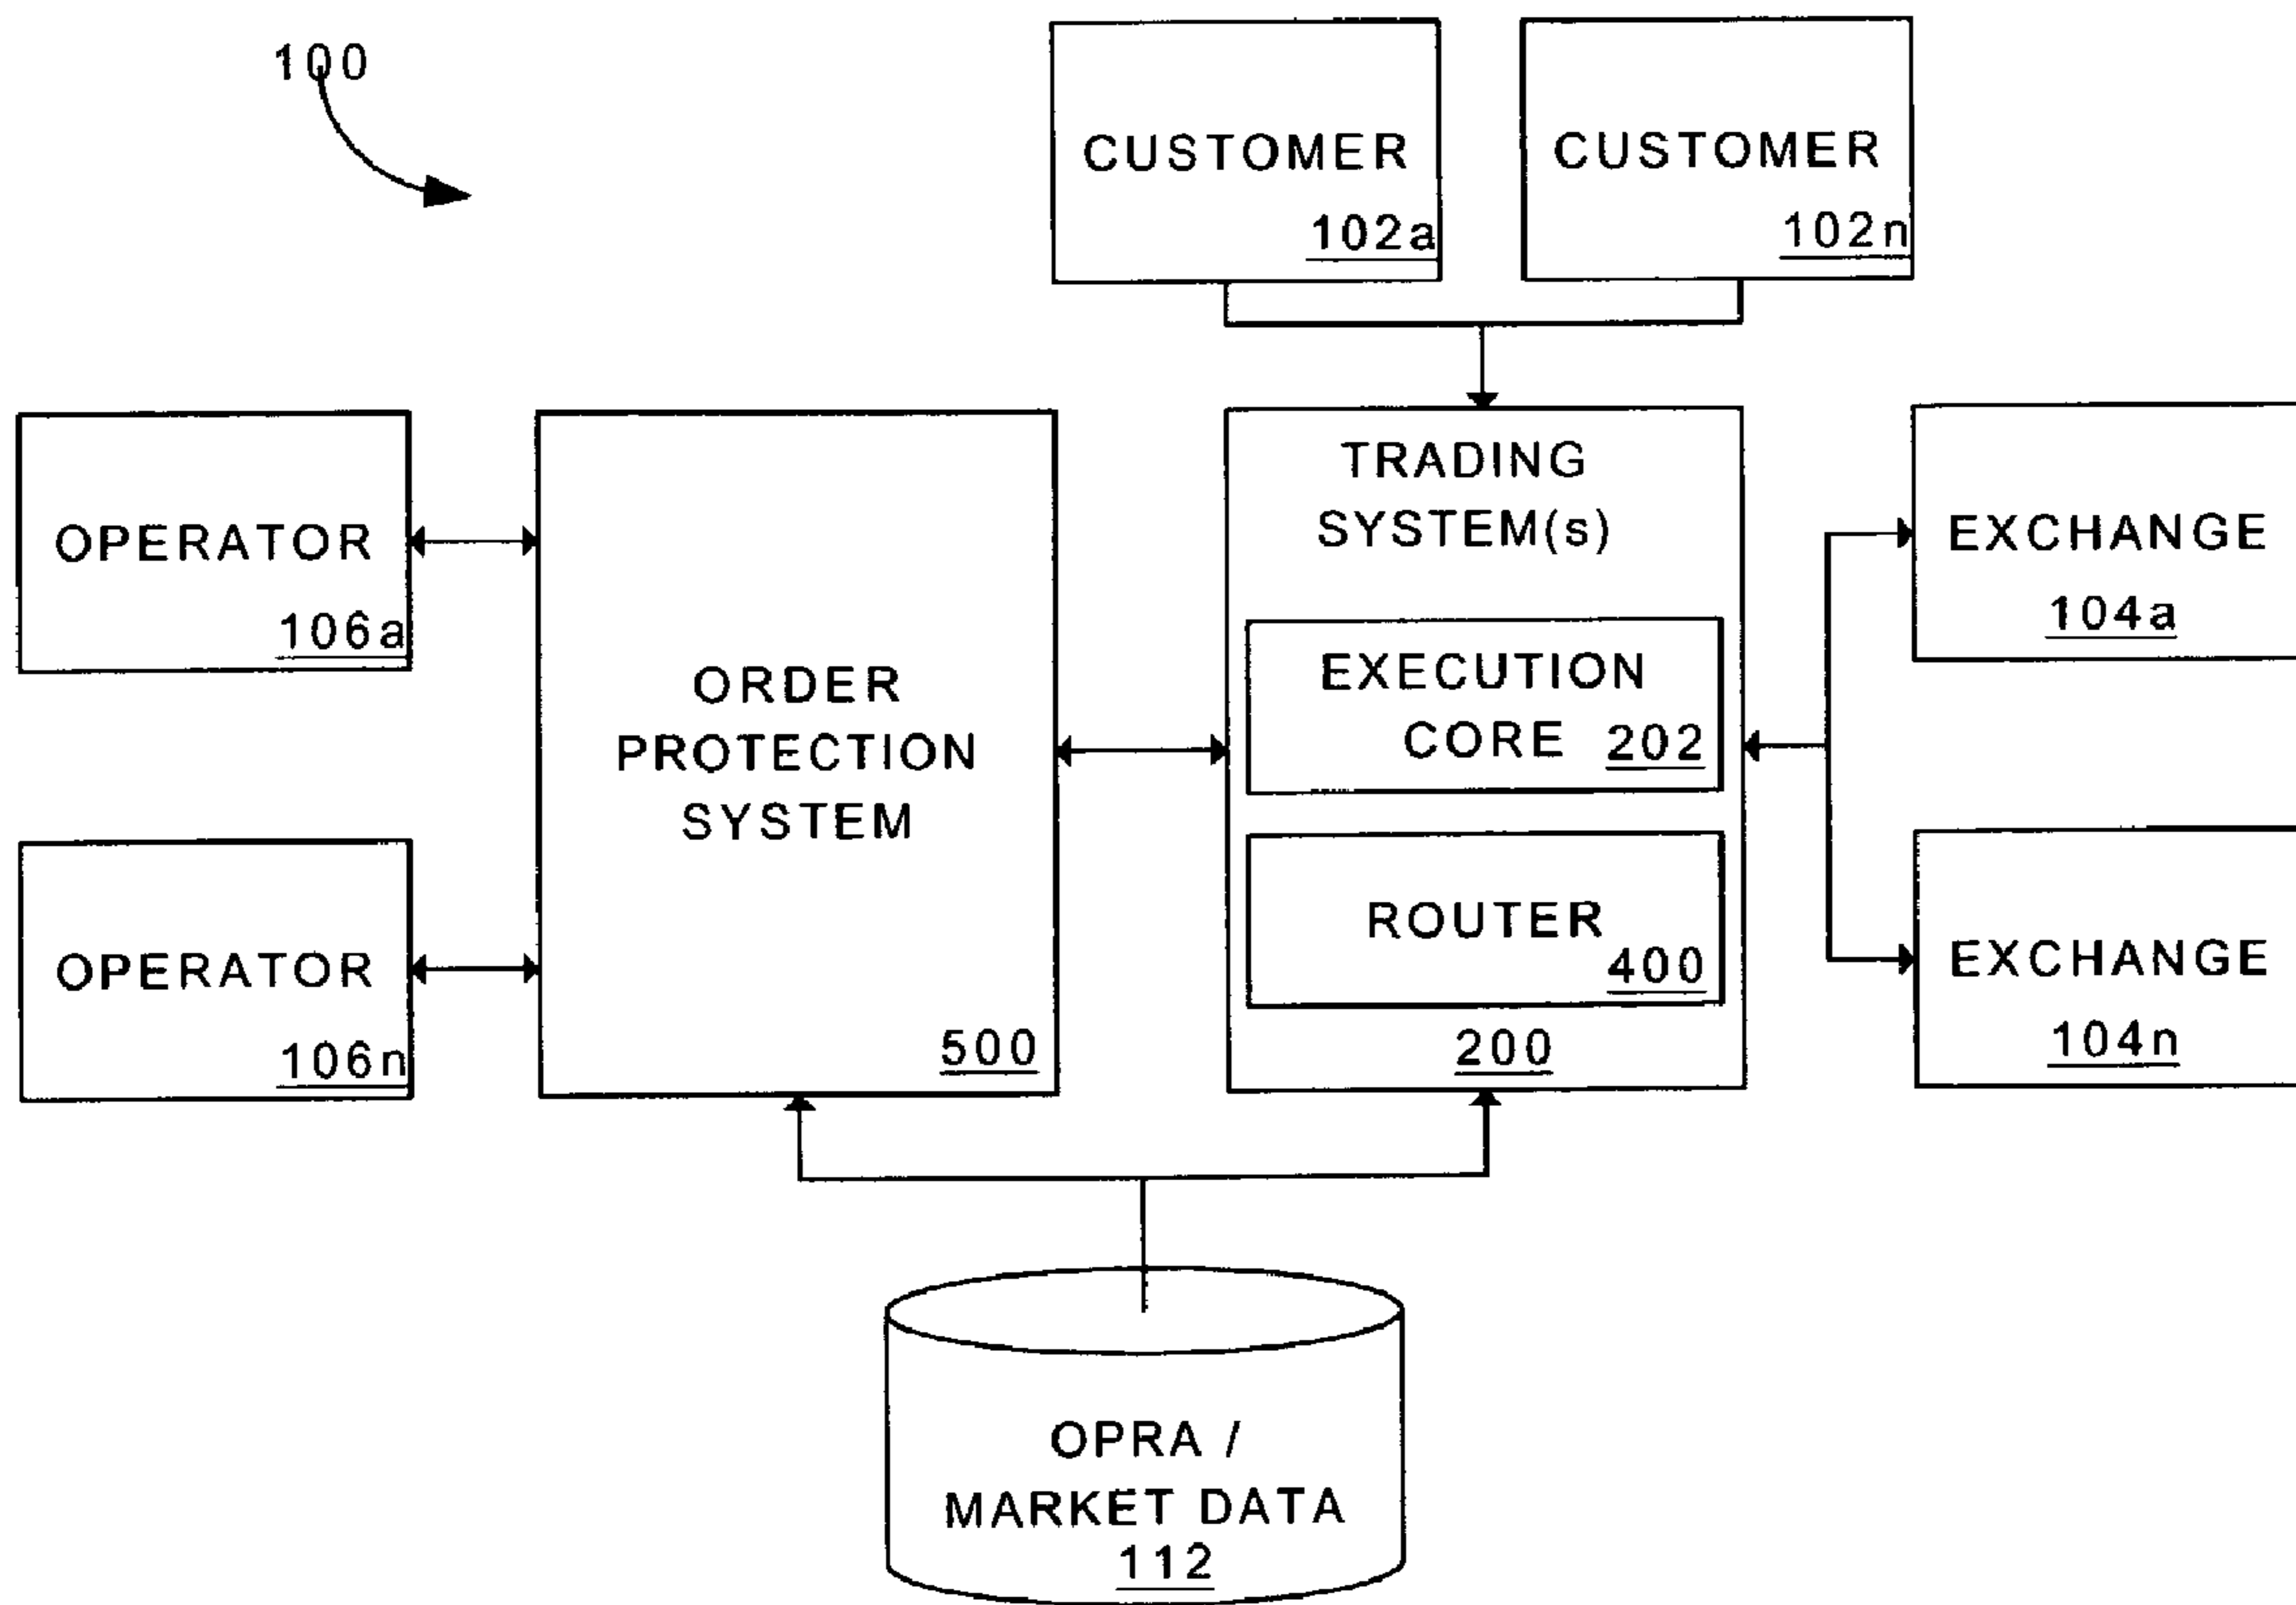 100
CUSTOMER
102a
CUSTOMER
102n
OPERATOR
106a
OPERATOR
106n
ORDER
PROTECTION
SYSTEM
500
TRADING
SYSTEM(s)
EXECUTION
CORE 202
ROUTER
400
200
EXCHANGE
104a
EXCHANGE
104n
OPRA /
MARKET DATA
112